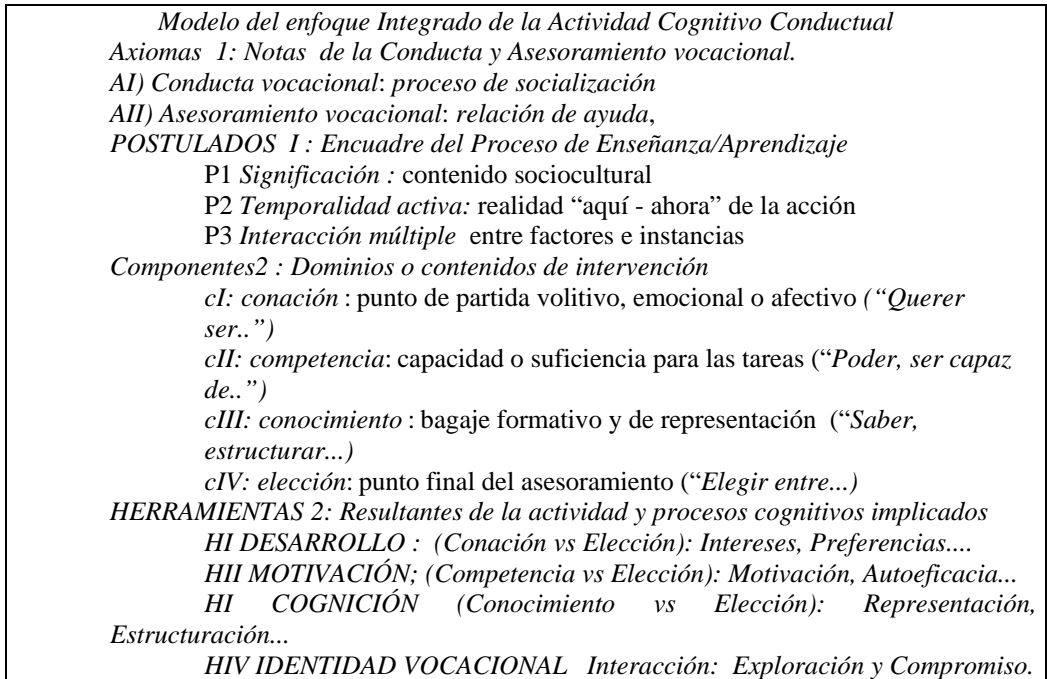 Modelo del enfoque Integrado de la Actividad Cognitivo Conductual
Axiomas 1: Notas de la Conducta y Asesoramiento vocacional.
AI) Conducta vocacional: proceso de socialización
AII) Asesoramiento vocacional: relación de ayuda,
POSTULADOS I : Encuadre del Proceso de Enseñanza/Aprendizaje
P1 Significación : contenido sociocultural
P2 Temporalidad activa: realidad “aquí - ahora” de la acción
P3 Interacción múltiple entre factores e instancias
Componentes2 : Dominios o contenidos de intervención
cI: conación : punto de partida volitivo, emocional o afectivo (“Querer
ser..”)
cII: competencia: capacidad o suficiencia para las tareas (“Poder, ser capaz
de..”)
cIII: conocimiento : bagaje formativo y de representación (“Saber,
estructurar...)
cIV: elección: punto final del asesoramiento (“Elegir entre...)
HERRAMIENTAS 2: Resultantes de la actividad y procesos cognitivos implicados
HI DESARROLLO : (Conación vs Elección): Intereses, Preferencias....
HII MOTIVACIÓN; (Competencia vs Elección): Motivación, Autoeficacia...
HI COGNICIÓN (Conocimiento vs Elección): Representación,
Estructuración...
HIV IDENTIDAD VOCACIONAL Interacción: Exploración y Compromiso.